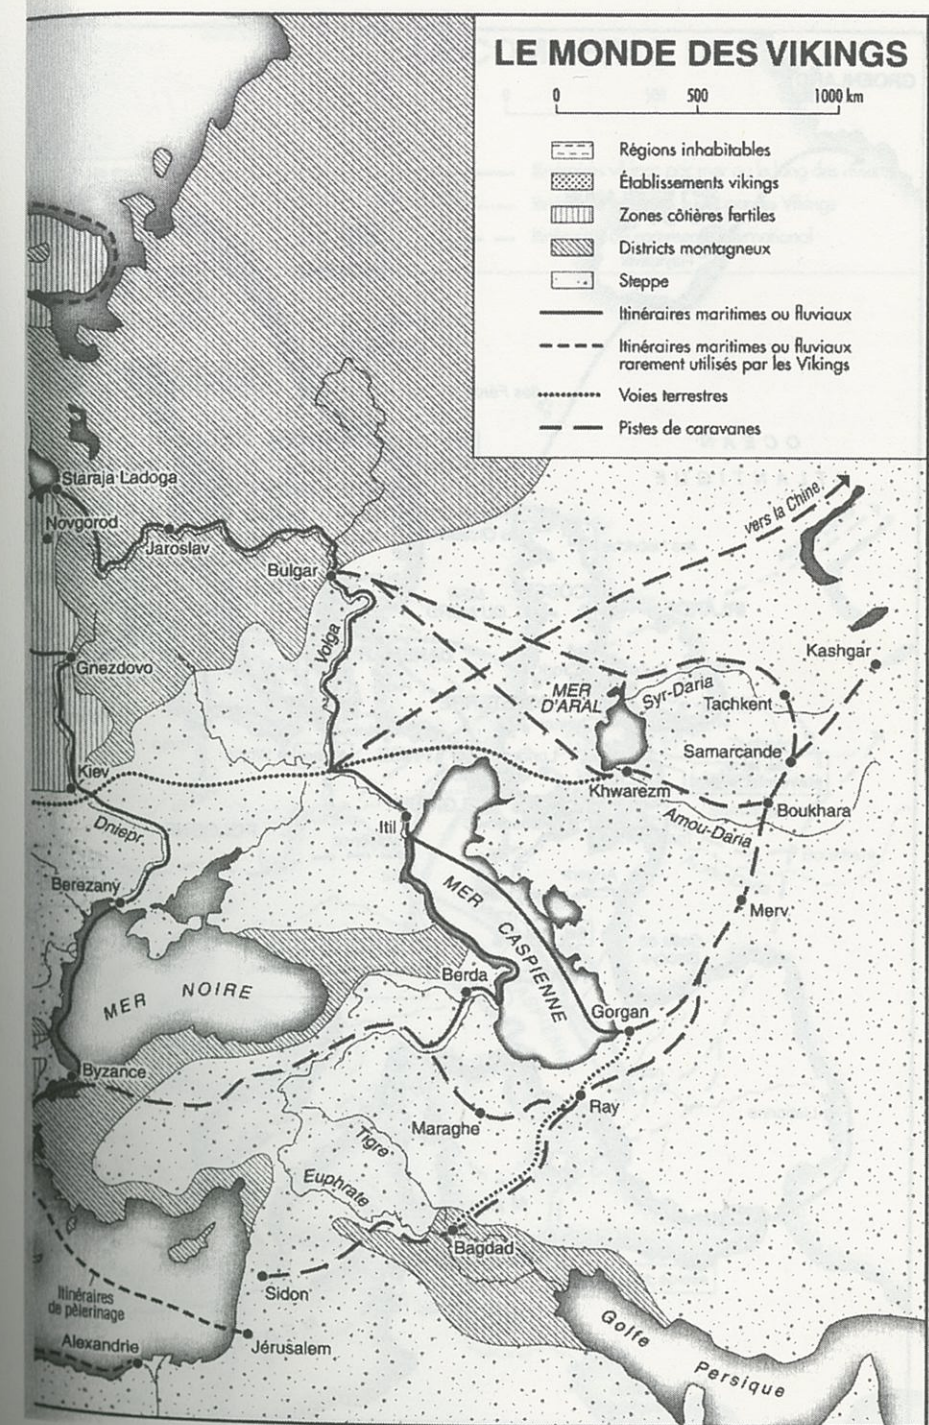 LE MONDE DES VIKINGS
0 500 1000 km
Régions inhabitables
Établissements vikings
Zones côtières fertiles
Districts montagneux
Steppe
Itinéraires maritimes ou fluviaux
Itinéraires maritimes ou fluviaux
rarement utilisés par les Vikings
Voies terrestres
Pistes de caravanes
Staraja Ladoga
vers la Chine
Novgorod
Jaroslav
Bulgar
Volga
Kashgar
Gnezdovo
MER
D'ARAL
Syr-Daria
Tachkent
Samarcande
Kiev
Khwarezm
Boukhara
Dniepr
Itil
Amou-Daria
Berezany
MER CASPIENNE
Merv
MER NOIRE
Berda
Gorgan
Byzance
Ray
Maraghe
Tigre
Euphrate
Bagdad
Sidon
Itinéraires
de pèlerinage
Alexandrie
Jérusalem
Golfe Persique